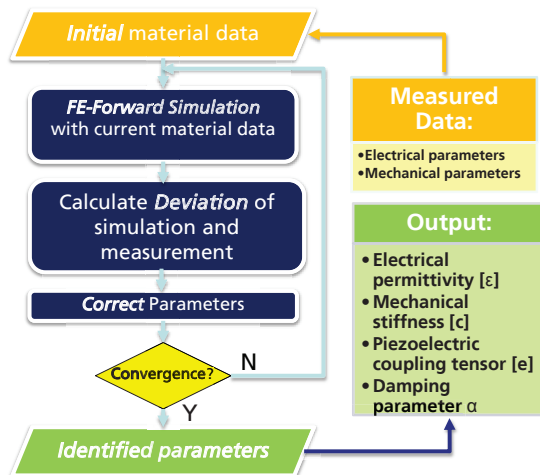 Initial material data
FE-Forward Simulation
with current material data
Calculate Deviation of
simulation and
measurement
Correct Parameters
Convergence?
N
Y
Identified parameters
Measured
Data:
•Electrical parameters
•Mechanical parameters
Output:
• Electrical
permittivity [ε]
• Mechanical
stiffness [c]
• Piezoelectric
coupling tensor [e]
• Damping
parameter α